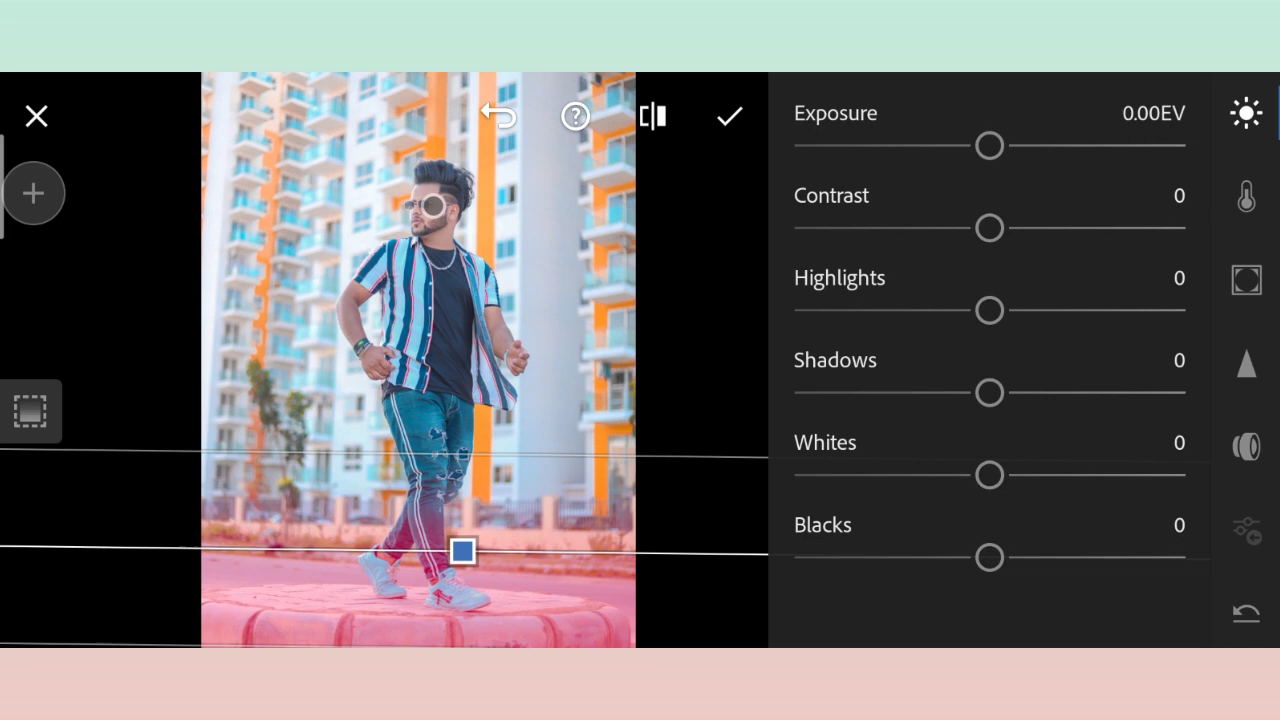 Exposure 0.00EV
Contrast 0
Highlights 0
Shadows 0
Whites 0
Blacks 0